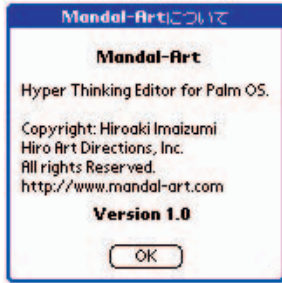 Mandal-Artについて
Mandal-Art
Hyper Thinking Editor for Palm OS.
Copyright: Hiroaki Imaizumi
Hiro Art Directions, Inc.
All rights Reserved.
http://www.mandal-art.com
Version 1.0
OK